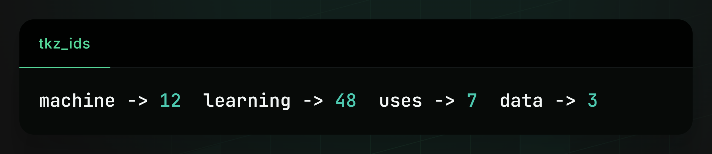 tkz_ids
machine -> 12  learning -> 48  uses -> 7  data -> 3